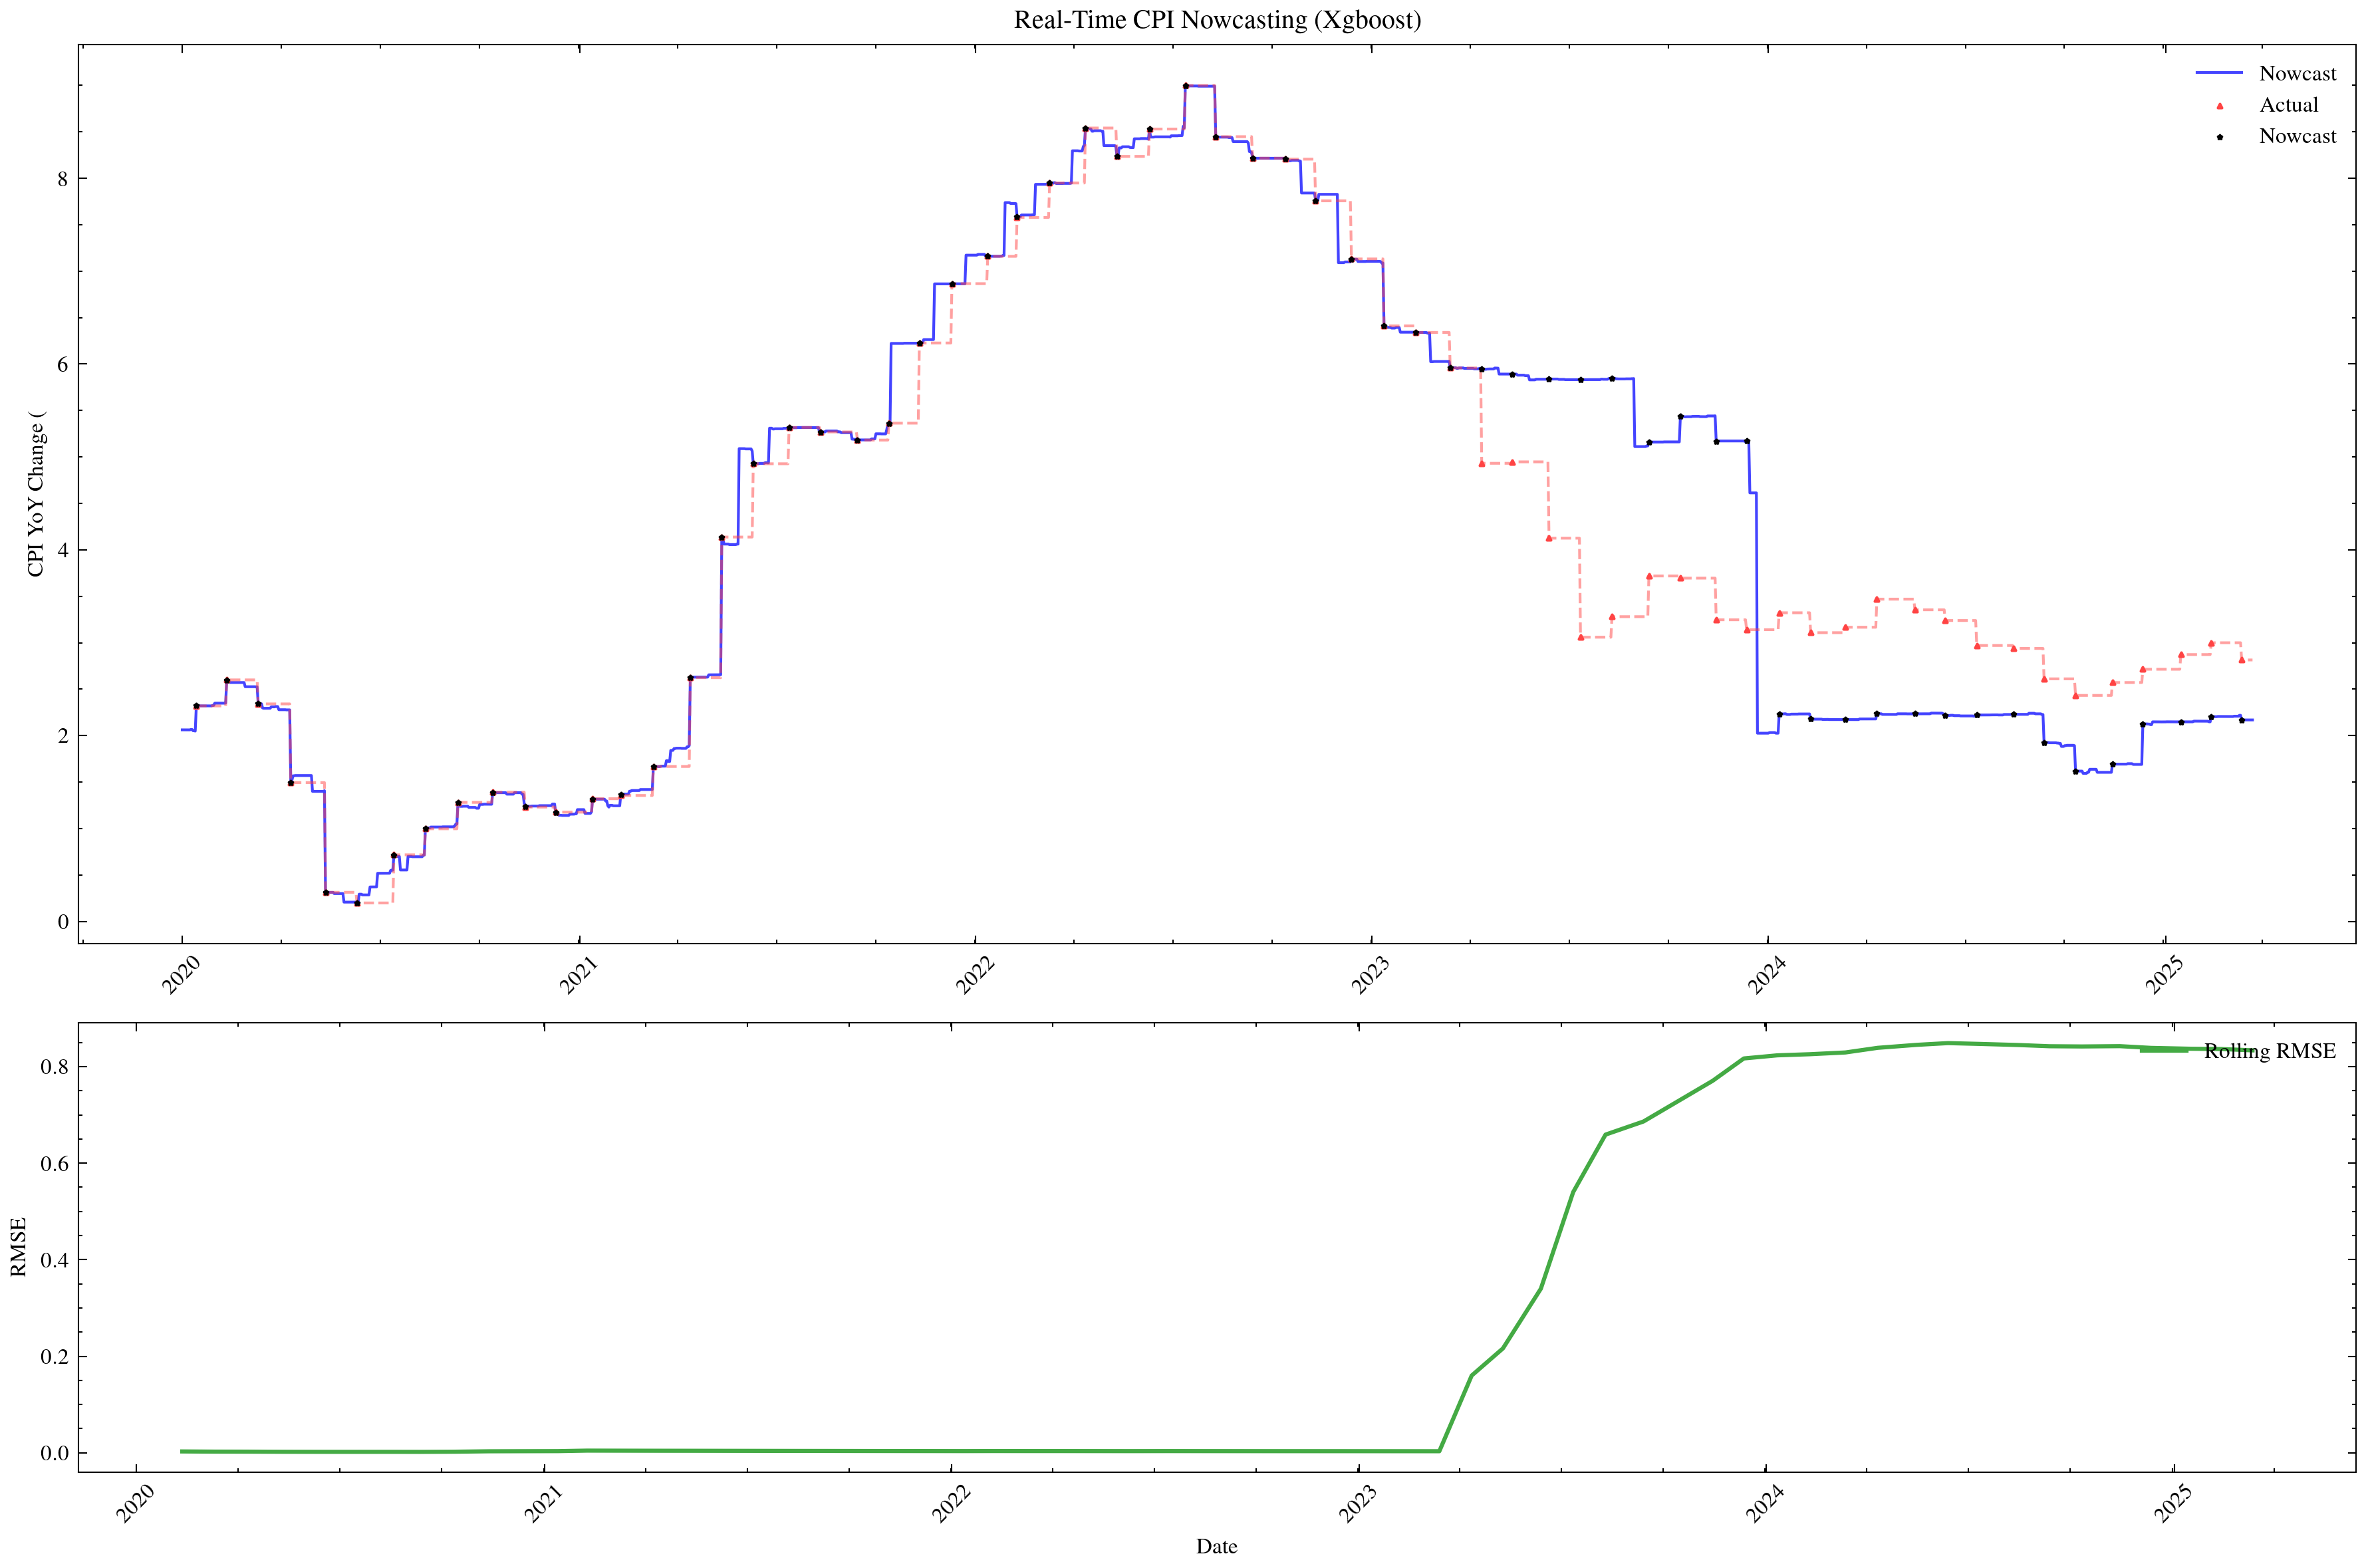 Real-Time CPI Nowcasting (Xgboost)
Nowcast
Actual
Nowcast
CPI YoY Change (
8
6
4
2
0
2020
2021
2022
2023
2024
2025
Rolling RMSE
RMSE
0.8
0.6
0.4
0.2
0.0
2020
2021
2022
2023
2024
2025
Date